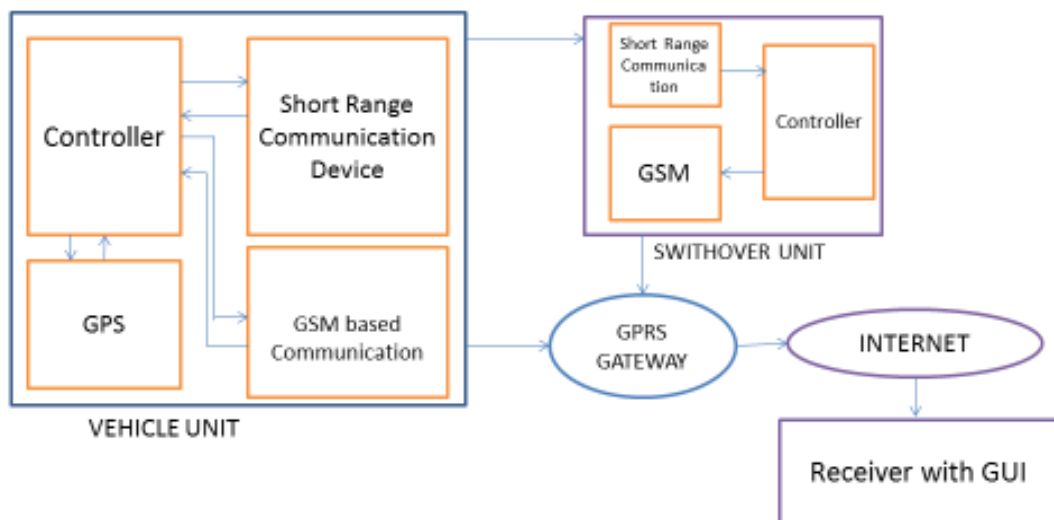 Controller
Short Range
Communication
Device
GPS
GSM based
Communication
VEHICLE UNIT
Short Range
Communica
tion
Controller
GSM
SWITHOVER UNIT
GPRS
GATEWAY
INTERNET
Receiver with GUI